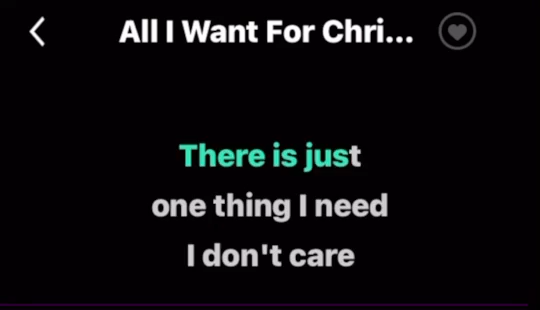 All I Want For Chri...
There is just
one thing I need
I don't care